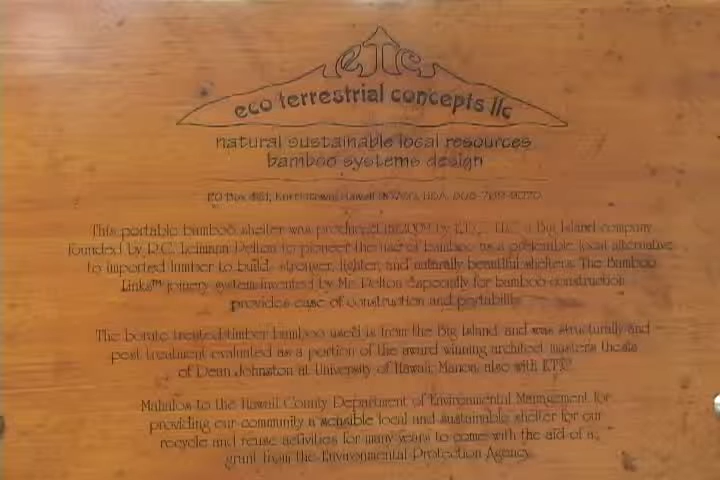 eTc
eco terrestrial concepts llc
natural sustainable local resources
bamboo systems design
PO Box
This portable bamboo shelter was produced in 2009 by E.T.C. LLC, a Big Island company
founded by D.C. Pelton to pioneer the use of bamboo as a preferable local alternative
to imported lumber to build stronger, lighter, and naturally beautiful shelters. The Bamboo
Links™ joinery system invented by Mr. Pelton especially for bamboo construction
provides ease of construction and portability.
The borate treated timber bamboo used is from the Big Island and was structurally and
pest treatment evaluated as a portion of the award winning architect masters thesis
of Dean Johnston at University of Hawaii Manoa, also with ETC.
Mahalos to the Hawaii County Department of Environmental Management for
providing our community a sensible local and sustainable shelter for our
recycle and reuse activities for many years to come with the aid of a
grant from the Environmental Protection Agency